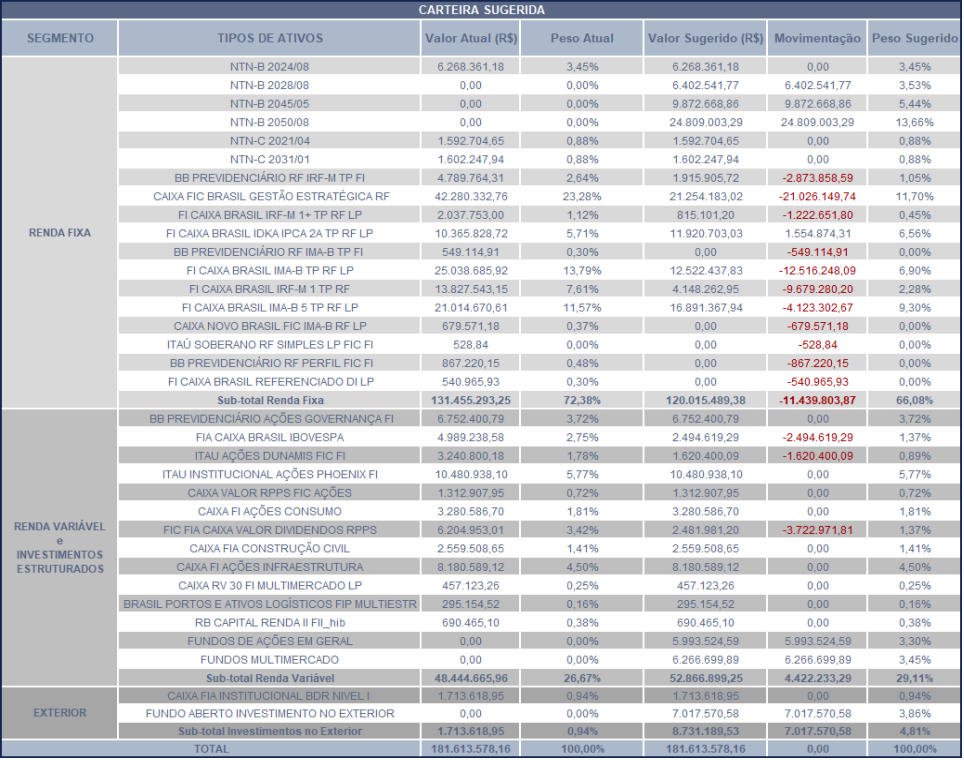 CARTEIRA SUGERIDA
SEGMENTO TIPOS DE ATIVOS Valor Atual (R$) Peso Atual Valor Sugerido (R$) Movimentação Peso Sugerido
NTN-B 2024/08 6.268.361,18 3,45% 6.268.361,18 0,00 3,45%
NTN-B 2028/08 0,00 0,00% 6.402.541,77 6.402.541,77 3,53%
NTN-B 2045/05 0,00 0,00% 9.872.668,86 9.872.668,86 5,44%
NTN-B 2050/08 0,00 0,00% 24.809.003,29 24.809.003,29 13,66%
NTN-C 2021/04 1.592.704,65 0,88% 1.592.704,65 0,00 0,88%
NTN-C 2031/01 1.602.247,94 0,88% 1.602.247,94 0,00 0,88%
BB PREVIDENCIÁRIO RF IRF-M TP FI 4.789.764,31 2,64% 1.915.905,72 -2.873.858,59 1,05%
CAIXA FIC BRASIL GESTÃO ESTRATÉGICA RF 42.280.332,76 23,28% 21.254.183,02 -21.026.149,74 11,70%
FI CAIXA BRASIL IRF-M 1+ TP RF LP 2.037.753,00 1,12% 815.101,20 -1.222.651,80 0,45%
RENDA FIXA FI CAIXA BRASIL IDKA IPCA 2A TP RF LP 10.365.828,72 5,71% 11.920.703,03 1.554.874,31 6,56%
BB PREVIDENCIÁRIO RF IMA-B TP FI 549.114,91 0,30% 0,00 -549.114,91 0,00%
FI CAIXA BRASIL IMA-B TP RF LP 25.038.685,92 13,79% 12.522.437,83 -12.516.248,09 6,90%
FI CAIXA BRASIL IRF-M 1 TP RF 13.827.543,15 7,61% 4.148.262,95 -9.679.280,20 2,28%
FI CAIXA BRASIL IMA-B 5 TP RF LP 21.014.670,61 11,57% 16.891.367,94 -4.123.302,67 9,30%
CAIXA NOVO BRASIL FIC IMA-B RF LP 679.571,18 0,37% 0,00 -679.571,18 0,00%
ITAÚ SOBERANO RF SIMPLES LP FIC FI 528,84 0,00% 0,00 -528,84 0,00%
BB PREVIDENCIÁRIO RF PERFIL FIC FI 867.220,15 0,48% 0,00 -867.220,15 0,00%
FI CAIXA BRASIL REFERENCIADO DI LP 540.965,93 0,30% 0,00 -540.965,93 0,00%
Sub-total Renda Fixa 131.455.293,25 72,38% 120.015.489,38 -11.439.803,87 66,08%
BB PREVIDENCIÁRIO AÇÕES GOVERNANÇA FI 6.752.400,79 3,72% 6.752.400,79 0,00 3,72%
FIA CAIXA BRASIL IBOVESPA 4.989.238,58 2,75% 2.494.619,29 -2.494.619,29 1,37%
ITAU AÇÕES DUNAMIS FIC FI 3.240.800,18 1,78% 1.620.400,09 -1.620.400,09 0,89%
ITAU INSTITUCIONAL AÇÕES PHOENIX FI 10.480.938,10 5,77% 10.480.938,10 0,00 5,77%
CAIXA VALOR RPPS FIC AÇÕES 1.312.907,95 0,72% 1.312.907,95 0,00 0,72%
CAIXA FI AÇÕES CONSUMO 3.280.586,70 1,81% 3.280.586,70 0,00 1,81%
RENDA VARIÁVEL
e
INVESTIMENTOS
ESTRUTURADOS
FIC FIA CAIXA VALOR DIVIDENDOS RPPS 6.204.953,01 3,42% 2.481.981,20 -3.722.971,81 1,37%
CAIXA FIA CONSTRUÇÃO CIVIL 2.559.508,65 1,41% 2.559.508,65 0,00 1,41%
CAIXA FI AÇÕES INFRAESTRUTURA 8.180.589,12 4,50% 8.180.589,12 0,00 4,50%
CAIXA RV 30 FI MULTIMERCADO LP 457.123,26 0,25% 457.123,26 0,00 0,25%
BRASIL PORTOS E ATIVOS LOGÍSTICOS FIP MULTIESTR 295.154,52 0,16% 295.154,52 0,00 0,16%
RB CAPITAL RENDA II FII_hib 690.465,10 0,38% 690.465,10 0,00 0,38%
FUNDOS DE AÇÕES EM GERAL 0,00 0,00% 5.993.524,59 5.993.524,59 3,30%
FUNDOS MULTIMERCADO 0,00 0,00% 6.266.699,89 6.266.699,89 3,45%
Sub-total Renda Variável 48.444.665,96 26,67% 52.866.899,25 4.422.233,29 29,11%
CAIXA FIA INSTITUCIONAL BDR NIVEL I 1.713.618,95 0,94% 1.713.618,95 0,00 0,94%
EXTERIOR FUNDO ABERTO INVESTIMENTO NO EXTERIOR 0,00 0,00% 7.017.570,58 7.017.570,58 3,86%
Sub-total Investimentos no Exterior 1.713.618,95 0,94% 8.731.189,53 7.017.570,58 4,81%
TOTAL 181.613.578,16 100,00% 181.613.578,16 0,00 100,00%